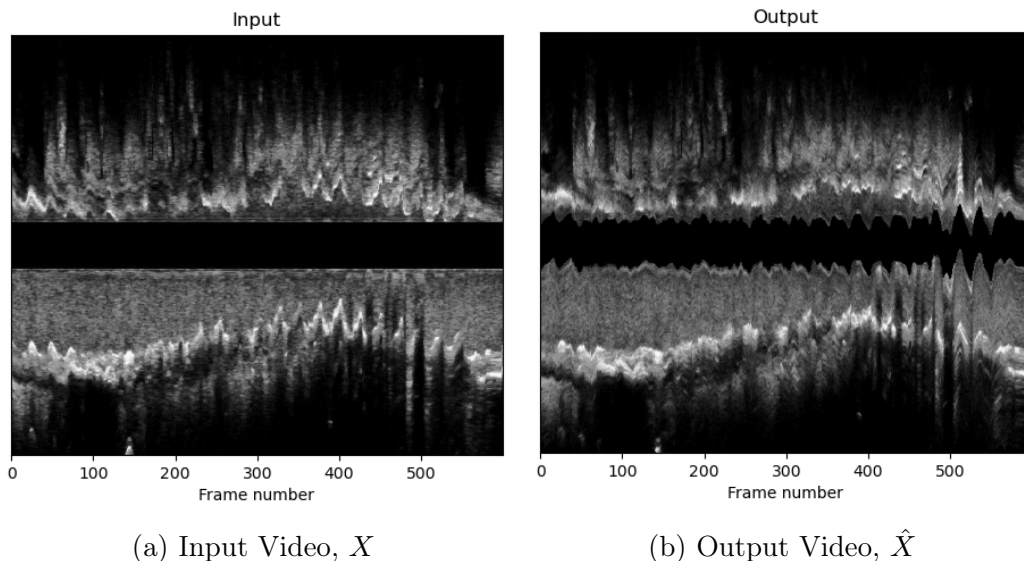 Input
Output
0 100 200 300 400 500
Frame number
0 100 200 300 400 500
Frame number
(a) Input Video, X
(b) Output Video, X̂